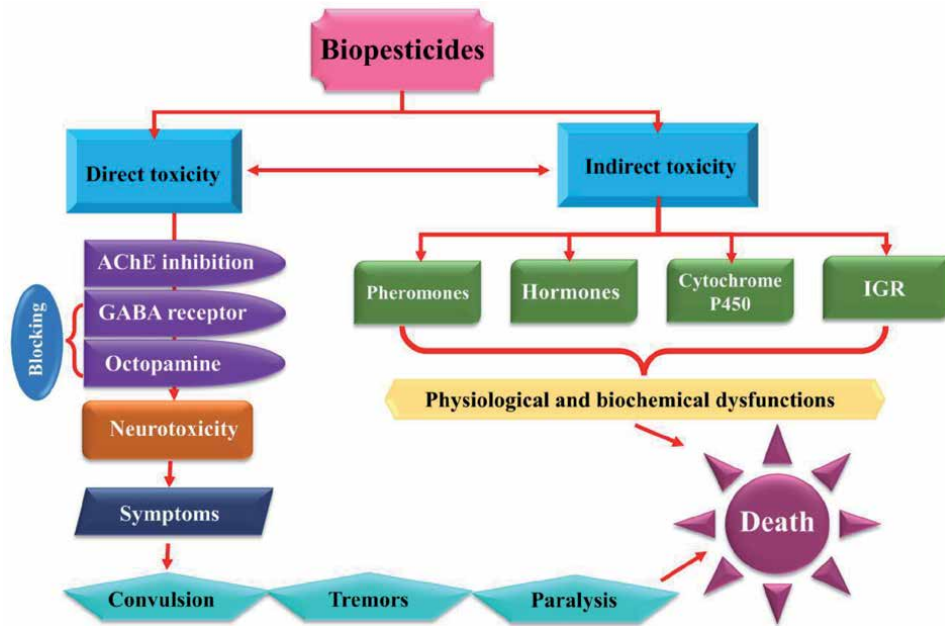 Biopesticides
Direct toxicity
Indirect toxicity
AChE inhibition
GABA receptor
Octopamine
Blocking
Neurotoxicity
Symptoms
Convulsion
Tremors
Paralysis
Pheromones
Hormones
Cytochrome
P450
IGR
Physiological and biochemical dysfunctions
Death